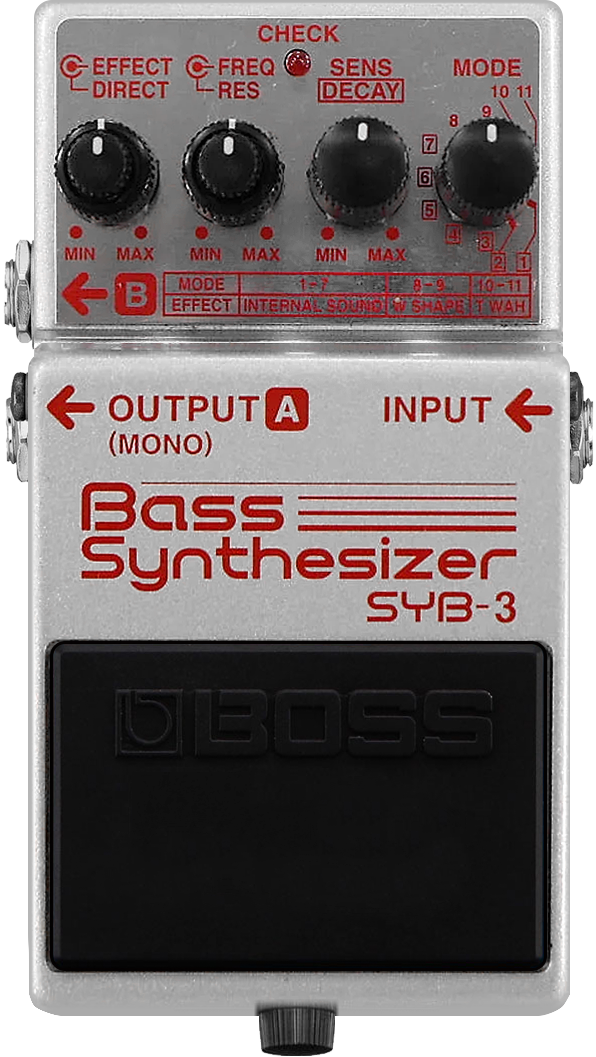 CHECK
EFFECT
DIRECT
FREQ
RES
SENS
DECAY
MODE
10 11
9
8
7
6
5
4
3
2
1
MIN MAX
MIN MAX
MIN MAX
B
MODE 1-7 8-9 10-11
EFFECT INTERNAL SOUND W SHAPE T WAH
OUTPUT A
(MONO)
INPUT
Bass
Synthesizer
SYB-3
BOSS